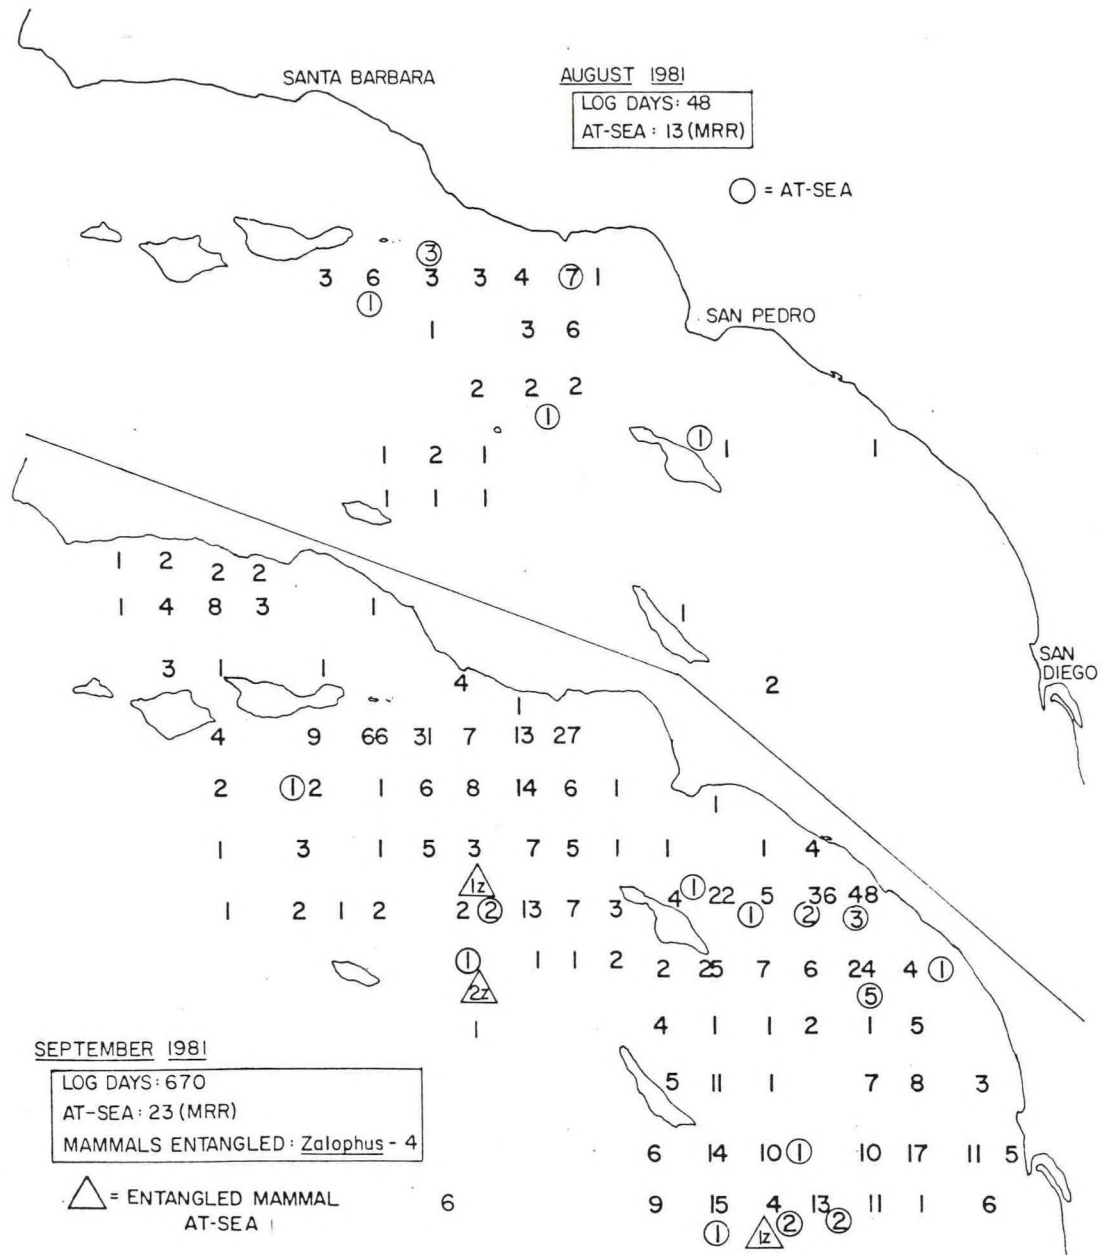 SANTA BARBARA
AUGUST 1981
LOG DAYS: 48
AT-SEA: 13 (MRR)
◯ = AT-SEA
3
3 6 3 3 4 7 1
1
SAN PEDRO
1 3 6
2 2 2
1
1
1 1
1 2 1
1 1 1
1
SAN
DIEGO
2
1 2 2 2
1 4 8 3 1
3 1 1
4
1
4 9 66 31 7 13 27
2 1 2 1 6 8 14 6 1
1
1 3 1 5 3 7 5 1 1 1 4
1z
1
4 22 5 36 48
1 2 1 2 2 2 13 7 3 1 2 3
1 1 1 2 2 25 7 6 24 4 1
2z 5
1 4 1 1 2 1 5
SEPTEMBER 1981
LOG DAYS: 670
AT-SEA: 23 (MRR)
MAMMALS ENTANGLED: Zalophus - 4
5 11 1 7 8 3
6 14 10 1 10 17 11 5
△ = ENTANGLED MAMMAL
AT-SEA
6 9 15 4 13 11 1 6
1 1z 2 2